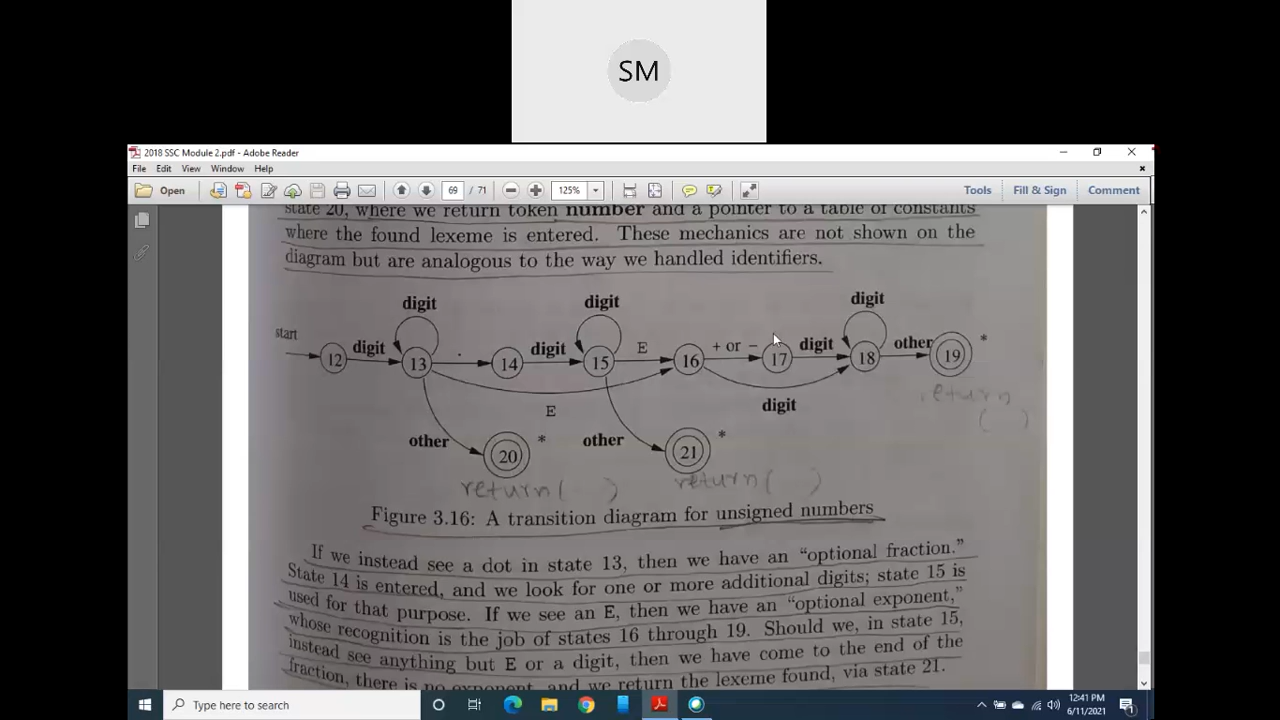 SM
2018 SSC Module 2.pdf - Adobe Reader
File Edit View Window Help
Open 69 / 71 125% Tools Fill & Sign Comment
state 20, where we return token number and a pointer to a table of constants
where the found lexeme is entered. These mechanics are not shown on the
diagram but are analogous to the way we handled identifiers.
digit digit digit
start
12 digit 13 . 14 digit 15 E 16 + or − 17 digit 18 other 19 *
E digit
return
( )
other 20 * other 21 *
return ( ) return ( )
Figure 3.16: A transition diagram for unsigned numbers
If we instead see a dot in state 13, then we have an “optional fraction.”
State 14 is entered, and we look for one or more additional digits; state 15 is
used for that purpose. If we see an E, then we have an “optional exponent,”
whose recognition is the job of states 16 through 19. Should we, in state 15,
instead see anything but E or a digit, then we have come to the end of the
fraction, there is no exponent, and we return the lexeme found, via state 21.
Type here to search
12:41 PM
6/11/2021
1